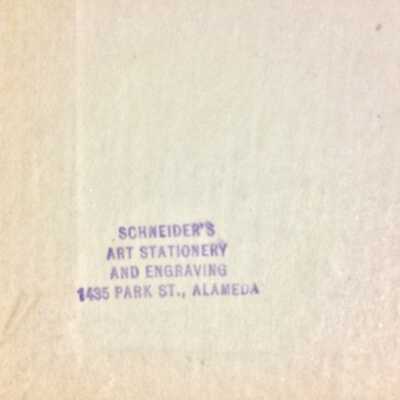 SCHNEIDER'S
ART STATIONERY
AND ENGRAVING
1435 PARK ST., ALAMEDA